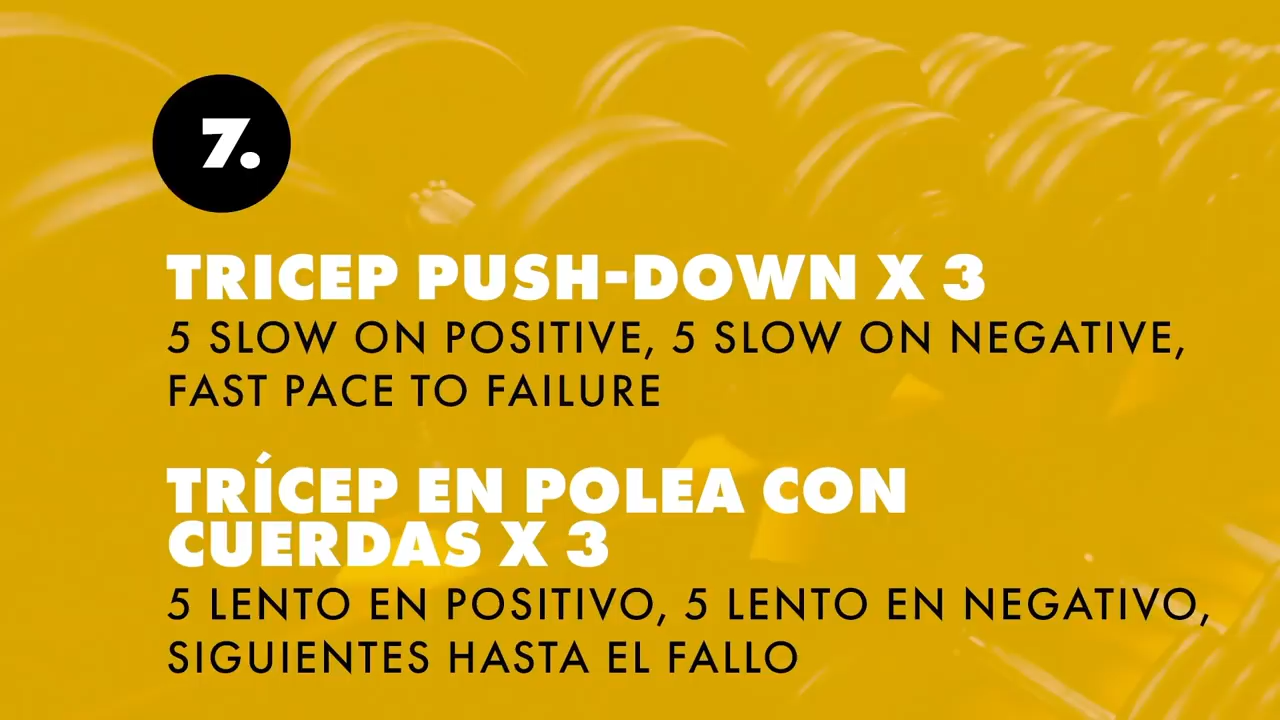 7.
TRICEP PUSH-DOWN X 3
5 SLOW ON POSITIVE, 5 SLOW ON NEGATIVE,
FAST PACE TO FAILURE
TRÍCEP EN POLEA CON
CUERDAS X 3
5 LENTO EN POSITIVO, 5 LENTO EN NEGATIVO,
SIGUIENTES HASTA EL FALLO